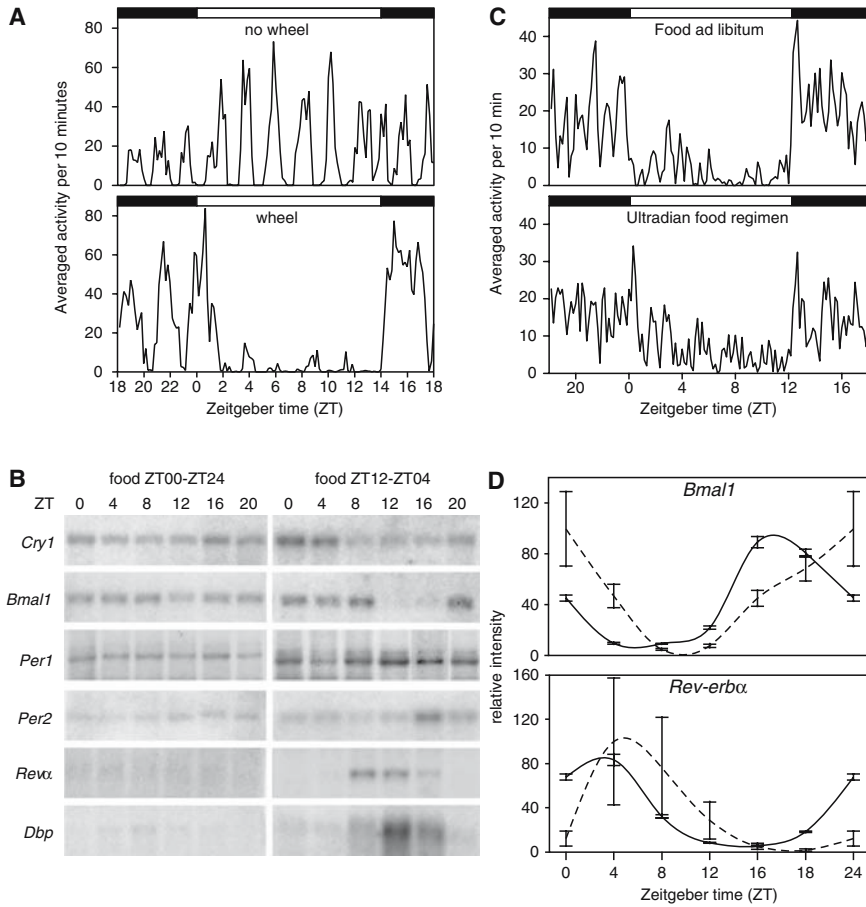 A
no wheel
80
60
40
20
0
wheel
80
60
40
20
0
Averaged activity per 10 minutes
18 20 22 0 2 4 6 8 10 12 14 16 18
Zeitgeber time (ZT)
C
Food ad libitum
40
30
20
10
0
Ultradian food regimen
40
30
20
10
0
Averaged activity per 10 min
20 0 4 8 12 16
Zeitgeber time (ZT)
B
food ZT00-ZT24 food ZT12-ZT04
ZT 0 4 8 12 16 20 0 4 8 12 16 20
Cry1
Bmal1
Per1
Per2
Revα
Dbp
D
Bmal1
120
80
40
0
Rev-erbα
160
120
80
40
0
relative intensity
0 4 8 12 16 18 24
Zeitgeber time (ZT)